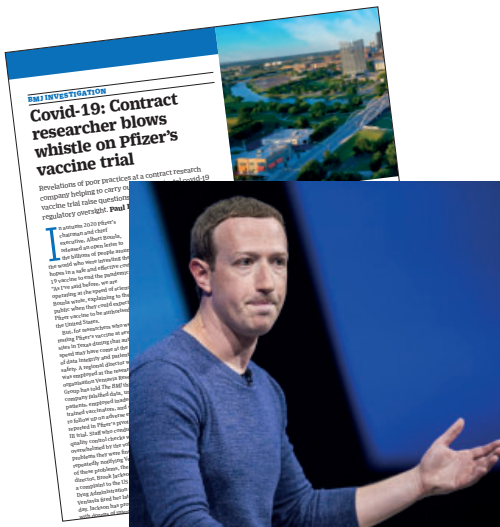 BMJ INVESTIGATION
Covid-19: Contract
researcher blows
whistle on Pfizer’s
vaccine trial
Revelations of poor practices at a contract research
company helping to carry
vaccine trial raise questions
regulatory oversight. Paul
In autumn 2020 Pfizer’s
chairman and chief
executive, Albert Bourla,
released an open letter to
the billions of people around
the world who were investing their
hopes in a safe and effective covid-
19 vaccine to end the pandemic.
“As I’ve said before, we are
operating at the speed of science,”
Bourla wrote, explaining to the
public when they could expect
Pfizer vaccine to be authorised
the United States.
But, for researchers who were
testing Pfizer’s vaccine at several
sites in Texas during that autumn,
speed may have come at the
of data integrity and patient
safety. A regional director who
was employed at the research
organisation Ventavia Research
Group has told The BMJ that the
company falsified data,
patients, employed inadequately
trained vaccinators, and
to follow up on adverse
reported in Pfizer’s pivotal
III trial. Staff who conducted
quality control checks were
overwhelmed by the
problems they were finding.
repeatedly notifying Ventavia
of these problems, the
director, Brook Jackson,
a complaint to the US
Drug Administration
Ventavia fired her later
day. Jackson has provided
with dozens of